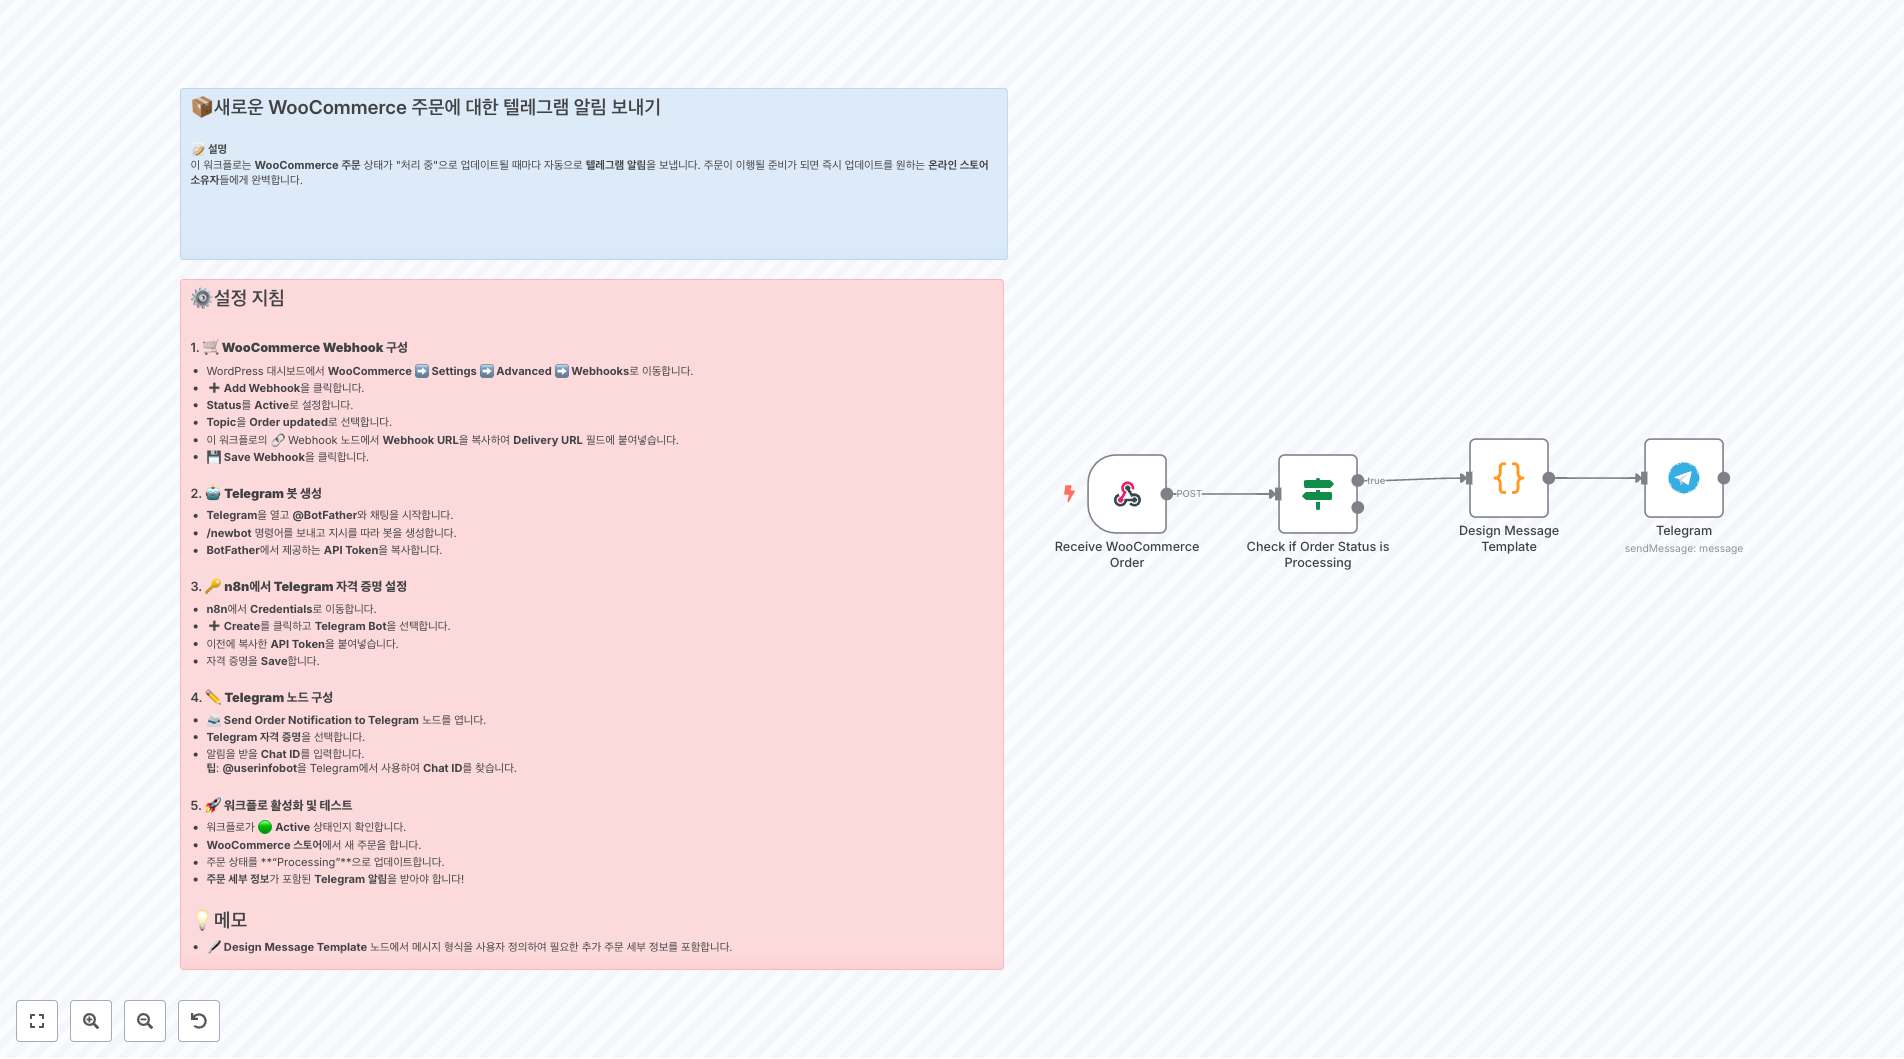 📦새로운 WooCommerce 주문에 대한 텔레그램 알림 보내기
📝 설명
이 워크플로는 WooCommerce 주문 상태가 "처리 중"으로 업데이트될 때마다 자동으로 텔레그램 알림을 보냅니다. 주문이 이행될 준비가 되면 즉시 업데이트를 원하는 온라인 스토어
소유자들에게 완벽합니다.
⚙️설정 지침
1. 🛒 WooCommerce Webhook 구성
• WordPress 대시보드에서 WooCommerce ➡️ Settings ➡️ Advanced ➡️ Webhooks로 이동합니다.
• ➕ Add Webhook을 클릭합니다.
• Status를 Active로 설정합니다.
• Topic을 Order updated로 선택합니다.
• 이 워크플로의 🔗 Webhook 노드에서 Webhook URL을 복사하여 Delivery URL 필드에 붙여넣습니다.
• 💾 Save Webhook을 클릭합니다.
2. 🤖 Telegram 봇 생성
• Telegram을 열고 @BotFather와 채팅을 시작합니다.
• /newbot 명령어를 보내고 지시를 따라 봇을 생성합니다.
• BotFather에서 제공하는 API Token을 복사합니다.
3. 🔑 n8n에서 Telegram 자격 증명 설정
• n8n에서 Credentials로 이동합니다.
• ➕ Create를 클릭하고 Telegram Bot을 선택합니다.
• 이전에 복사한 API Token을 붙여넣습니다.
• 자격 증명을 Save합니다.
4. ✏️ Telegram 노드 구성
• 📨 Send Order Notification to Telegram 노드를 엽니다.
• Telegram 자격 증명을 선택합니다.
• 알림을 받을 Chat ID를 입력합니다.
팁: @userinfobot을 Telegram에서 사용하여 Chat ID를 찾습니다.
5. 🚀 워크플로 활성화 및 테스트
• 워크플로가 🟢 Active 상태인지 확인합니다.
• WooCommerce 스토어에서 새 주문을 합니다.
• 주문 상태를 **“Processing”**으로 업데이트합니다.
• 주문 세부 정보가 포함된 Telegram 알림을 받아야 합니다!
💡메모
• 🖌️ Design Message Template 노드에서 메시지 형식을 사용자 정의하여 필요한 추가 주문 세부 정보를 포함합니다.
POST
true
Receive WooCommerce
Order
Check if Order Status is
Processing
Design Message
Template
Telegram
sendMessage: message